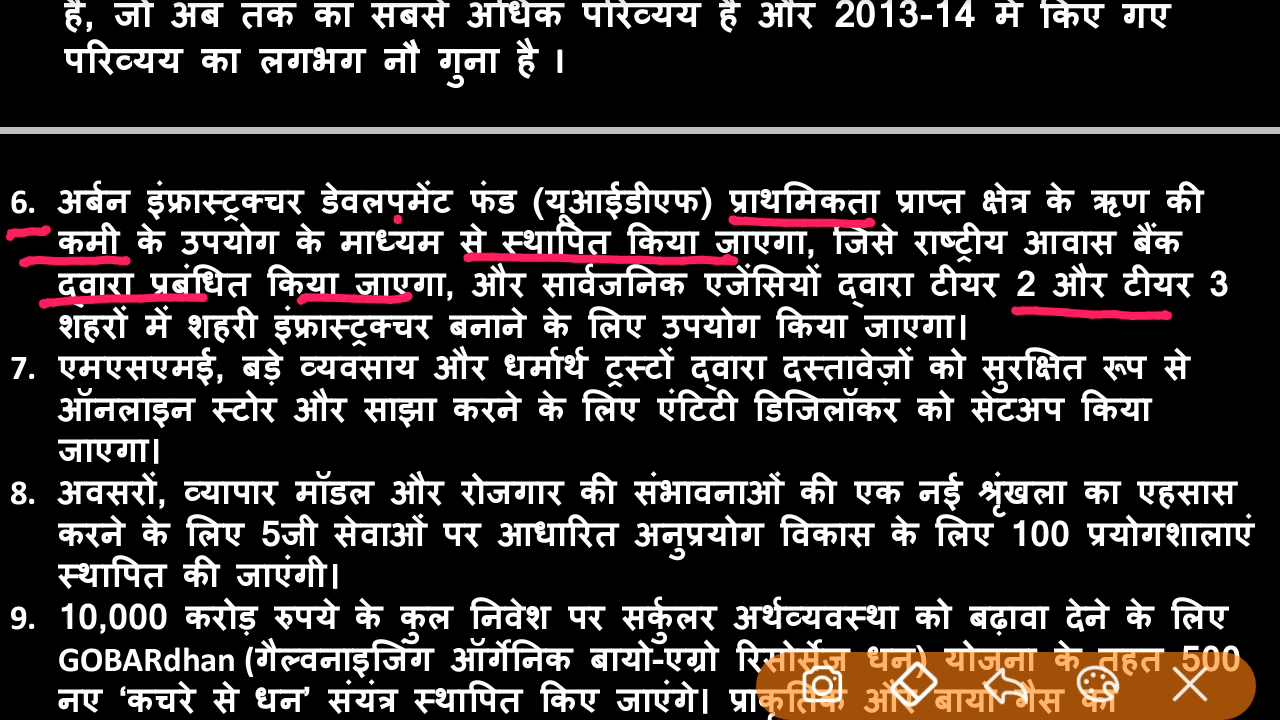 है, जो अब तक का सबसे अधिक परिव्यय है और 2013-14 में किए गए
परिव्यय का लगभग नौ गुना है ।
6. अर्बन इंफ्रास्ट्रक्चर डेवलपमेंट फंड (यूआईडीएफ) प्राथमिकता प्राप्त क्षेत्र के ऋण की
कमी के उपयोग के माध्यम से स्थापित किया जाएगा, जिसे राष्ट्रीय आवास बैंक
द्वारा प्रबंधित किया जाएगा, और सार्वजनिक एजेंसियों द्वारा टीयर 2 और टीयर 3
शहरों में शहरी इंफ्रास्ट्रक्चर बनाने के लिए उपयोग किया जाएगा।
7. एमएसएमई, बड़े व्यवसाय और धर्मार्थ ट्रस्टों द्वारा दस्तावेज़ों को सुरक्षित रूप से
ऑनलाइन स्टोर और साझा करने के लिए एंटिटी डिजिलॉकर को सेटअप किया
जाएगा।
8. अवसरों, व्यापार मॉडल और रोजगार की संभावनाओं की एक नई श्रृंखला का एहसास
करने के लिए 5जी सेवाओं पर आधारित अनुप्रयोग विकास के लिए 100 प्रयोगशालाएं
स्थापित की जाएंगी।
9. 10,000 करोड़ रुपये के कुल निवेश पर सर्कुलर अर्थव्यवस्था को बढ़ावा देने के लिए
GOBARdhan (गैल्वनाइजिंग ऑर्गेनिक बायो-एग्रो रिसोर्सेज धन) योजना के तहत 500
नए ‘कचरे से धन’ संयंत्र स्थापित किए जाएंगे। प्राकृतिक और बायो गैस की